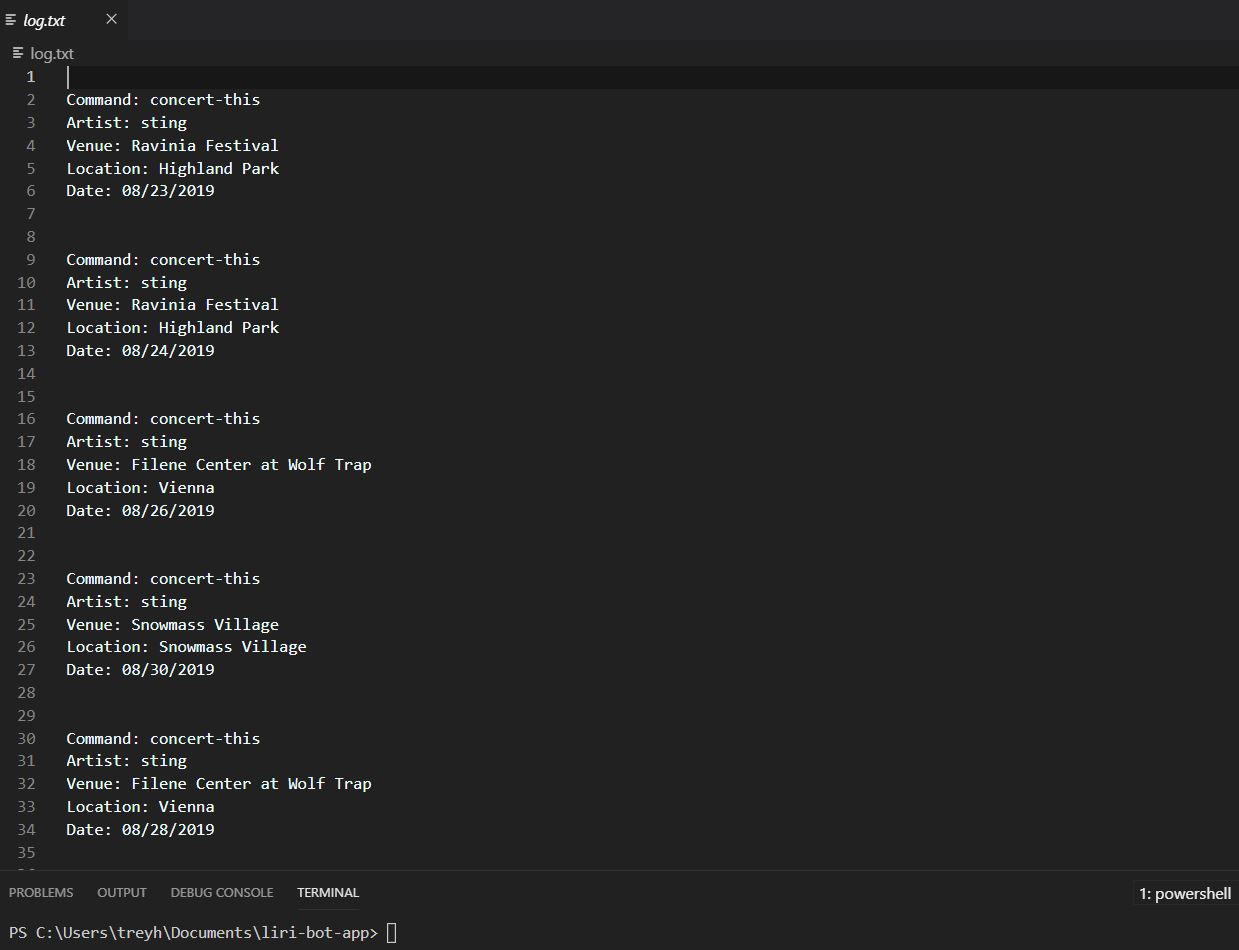 log.txt
log.txt
1
2 Command: concert-this
3 Artist: sting
4 Venue: Ravinia Festival
5 Location: Highland Park
6 Date: 08/23/2019
7
8
9 Command: concert-this
10 Artist: sting
11 Venue: Ravinia Festival
12 Location: Highland Park
13 Date: 08/24/2019
14
15
16 Command: concert-this
17 Artist: sting
18 Venue: Filene Center at Wolf Trap
19 Location: Vienna
20 Date: 08/26/2019
21
22
23 Command: concert-this
24 Artist: sting
25 Venue: Snowmass Village
26 Location: Snowmass Village
27 Date: 08/30/2019
28
29
30 Command: concert-this
31 Artist: sting
32 Venue: Filene Center at Wolf Trap
33 Location: Vienna
34 Date: 08/28/2019
35
PROBLEMS OUTPUT DEBUG CONSOLE TERMINAL 1: powershell
PS C:\Users\treyh\Documents\liri-bot-app>